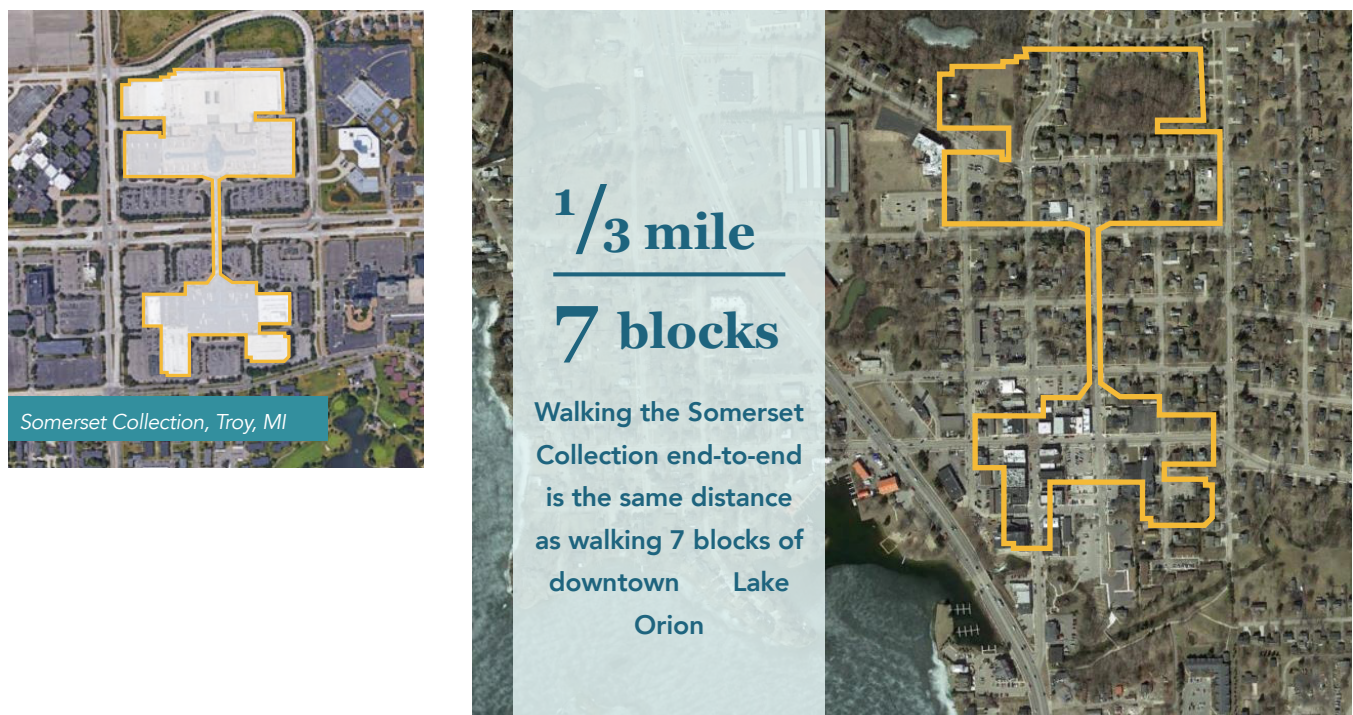 Somerset Collection, Troy, MI
1/3 mile
7 blocks
Walking the Somerset
Collection end-to-end
is the same distance
as walking 7 blocks of
downtown Lake
Orion